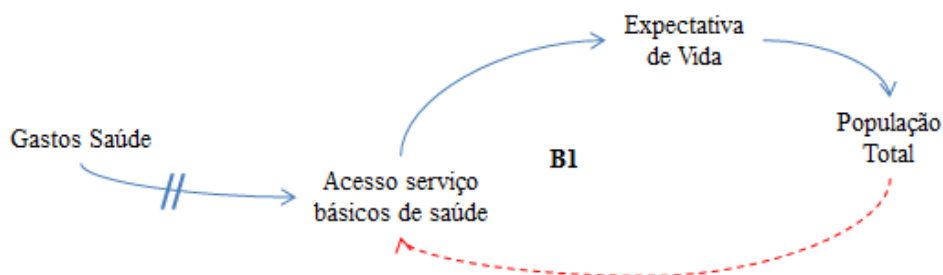 Expectativa
de Vida
Gastos Saúde
População
Total
B1
Acesso serviço
básicos de saúde